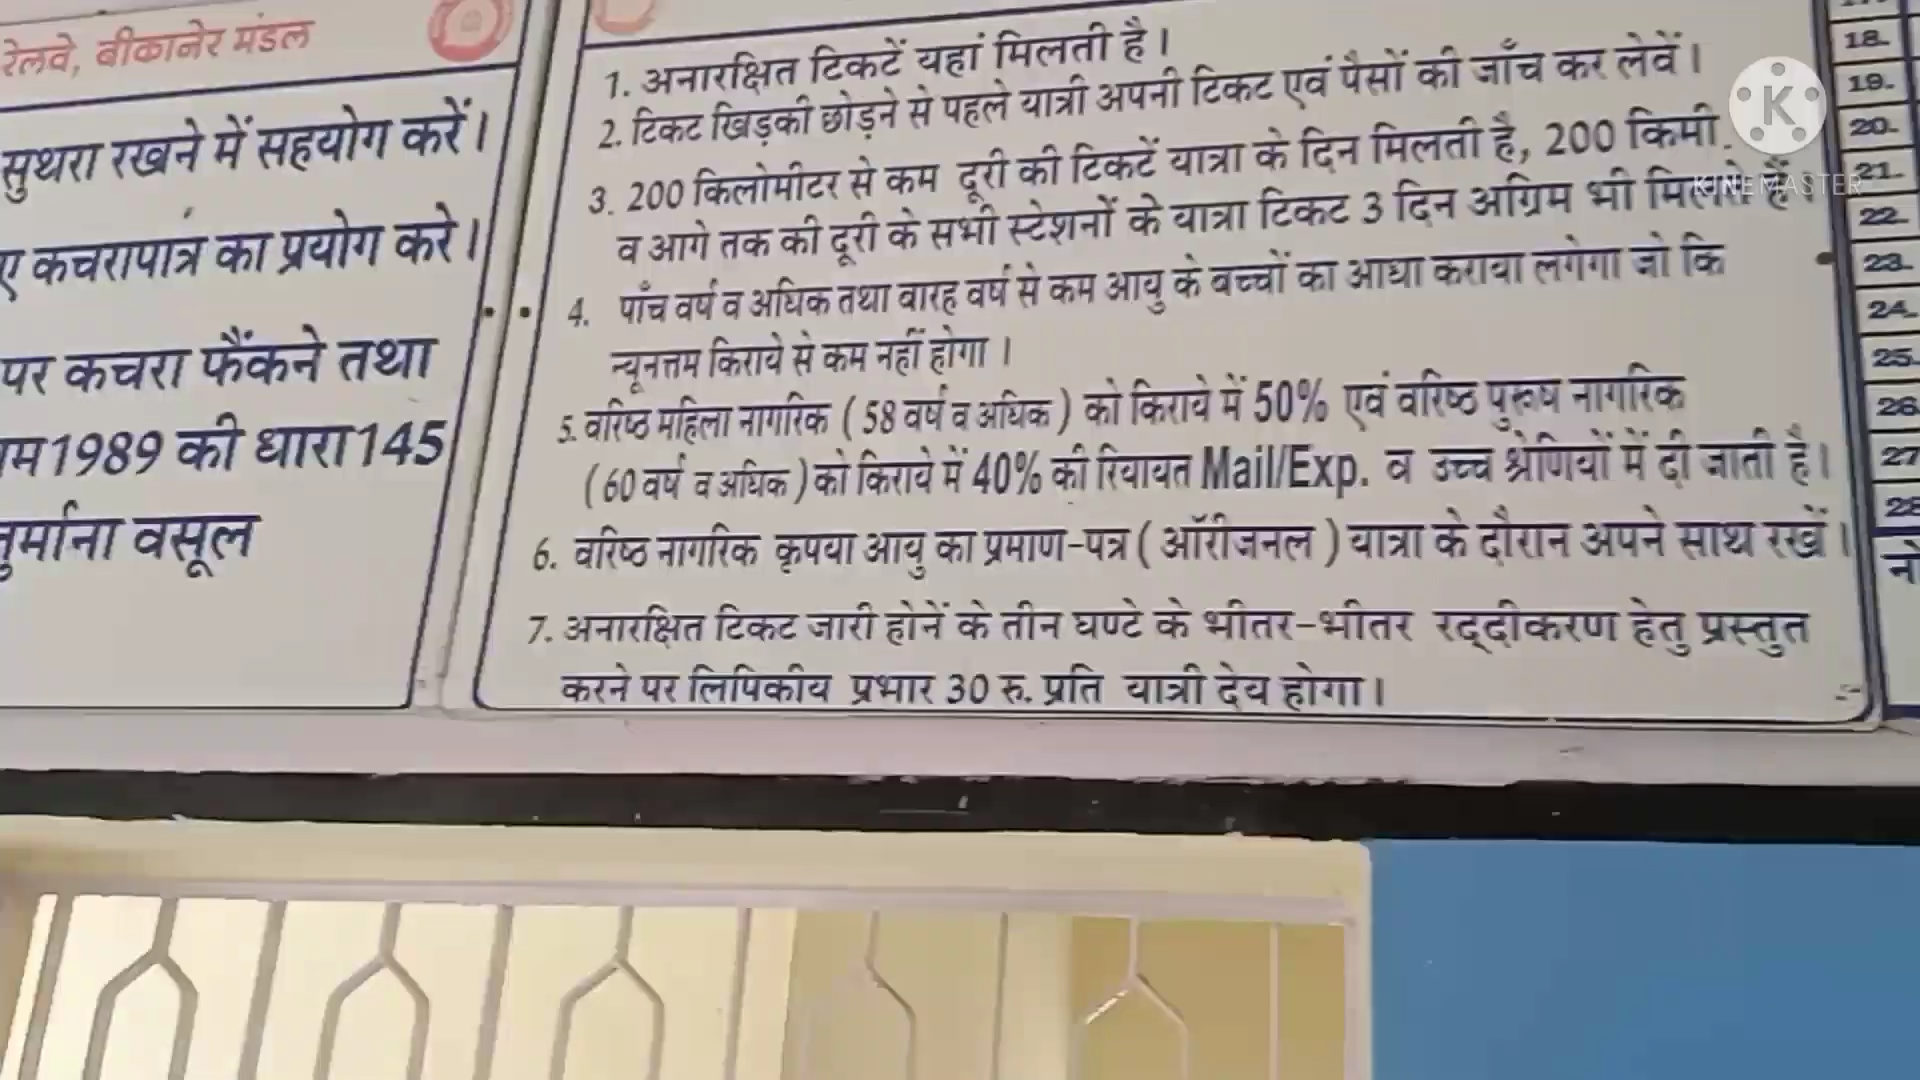 रेलवे, बीकानेर मंडल
सुथरा रखने में सहयोग करें।
ए कचरापात्र का प्रयोग करे।
पर कचरा फैंकने तथा
म 1989 की धारा 145
जुर्माना वसूल
1. अनारक्षित टिकटें यहां मिलती है।
2. टिकट खिड़की छोड़ने से पहले यात्री अपनी टिकट एवं पैसों की जाँच कर लेवें।
3. 200 किलोमीटर से कम दूरी की टिकटें यात्रा के दिन मिलती है, 200 किमी.
व आगे तक की दूरी के सभी स्टेशनों के यात्रा टिकट 3 दिन अग्रिम भी मिलते हैं।
4. पाँच वर्ष व अधिक तथा बारह वर्ष से कम आयु के बच्चों का आधा कराया लगेगा जो कि
न्यूनत्तम किराये से कम नहीं होगा।
5. वरिष्ठ महिला नागरिक (58 वर्ष व अधिक) को किराये में 50% एवं वरिष्ठ पुरुष नागरिक
(60 वर्ष व अधिक) को किराये में 40% की रियायत Mail/Exp. व उच्च श्रेणियों में दी जाती है।
6. वरिष्ठ नागरिक कृपया आयु का प्रमाण-पत्र (ऑरीजनल) यात्रा के दौरान अपने साथ रखें।
7. अनारक्षित टिकट जारी होनें के तीन घण्टे के भीतर-भीतर रद्दीकरण हेतु प्रस्तुत
करने पर लिपिकीय प्रभार 30 रु. प्रति यात्री देय होगा।
18.
19.
20.
21.
22
23.
24.
25.
26
27
28
नो
K
KINEMASTER